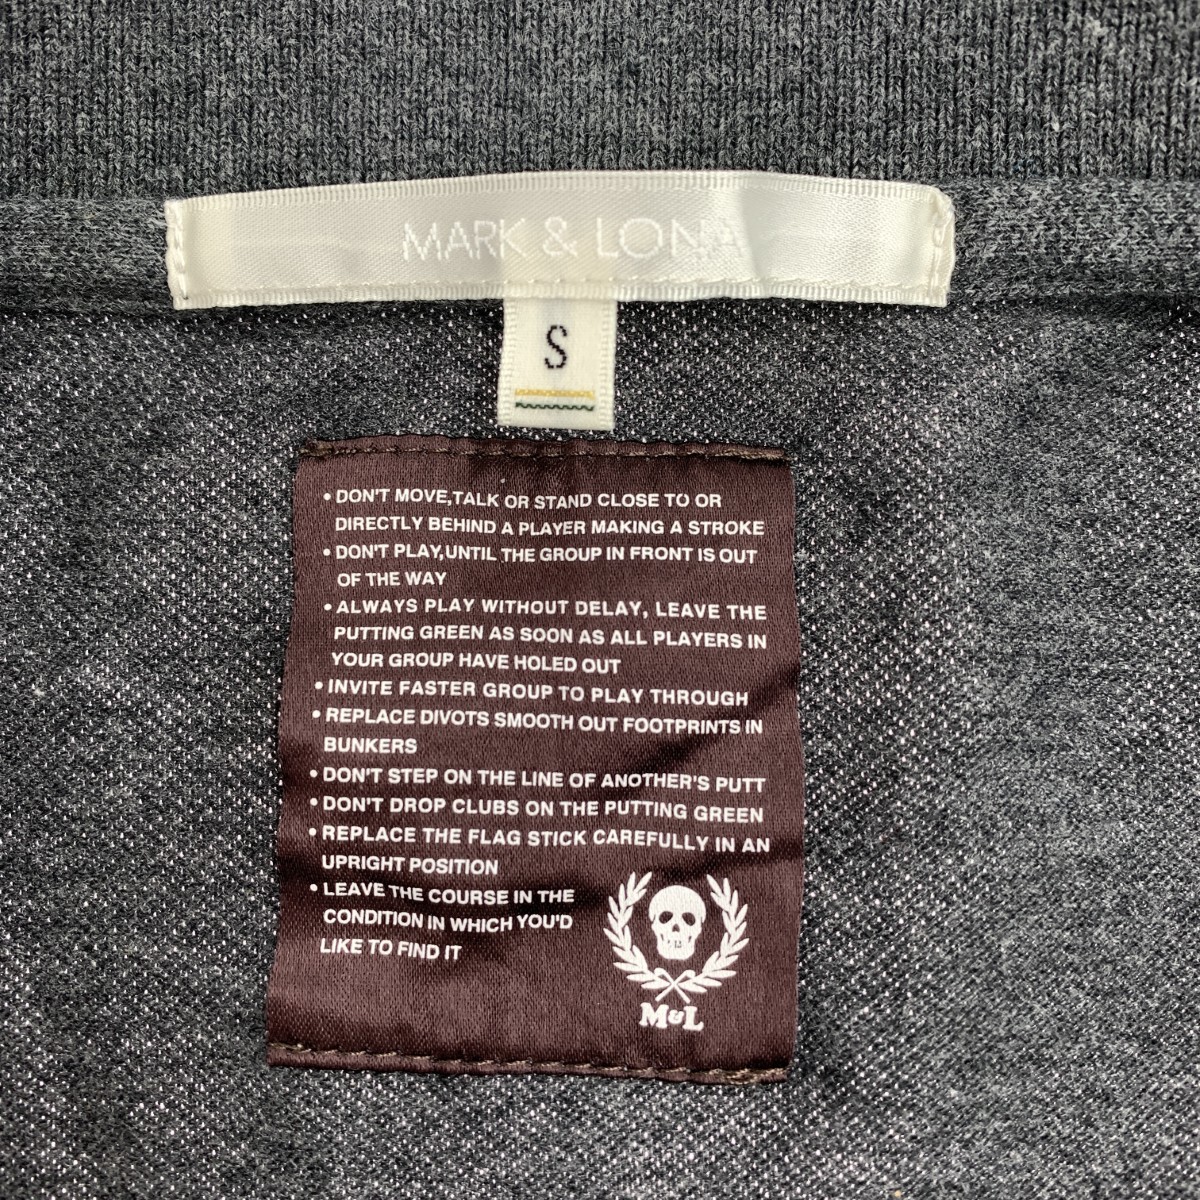 MARK & LONA
S
• DON'T MOVE,TALK OR STAND CLOSE TO OR
DIRECTLY BEHIND A PLAYER MAKING A STROKE
• DON'T PLAY,UNTIL THE GROUP IN FRONT IS OUT
OF THE WAY
• ALWAYS PLAY WITHOUT DELAY, LEAVE THE
PUTTING GREEN AS SOON AS ALL PLAYERS IN
YOUR GROUP HAVE HOLED OUT
• INVITE FASTER GROUP TO PLAY THROUGH
• REPLACE DIVOTS SMOOTH OUT FOOTPRINTS IN
BUNKERS
• DON'T STEP ON THE LINE OF ANOTHER'S PUTT
• DON'T DROP CLUBS ON THE PUTTING GREEN
• REPLACE THE FLAG STICK CAREFULLY IN AN
UPRIGHT POSITION
• LEAVE THE COURSE IN THE
CONDITION IN WHICH YOU'D
LIKE TO FIND IT
M&L